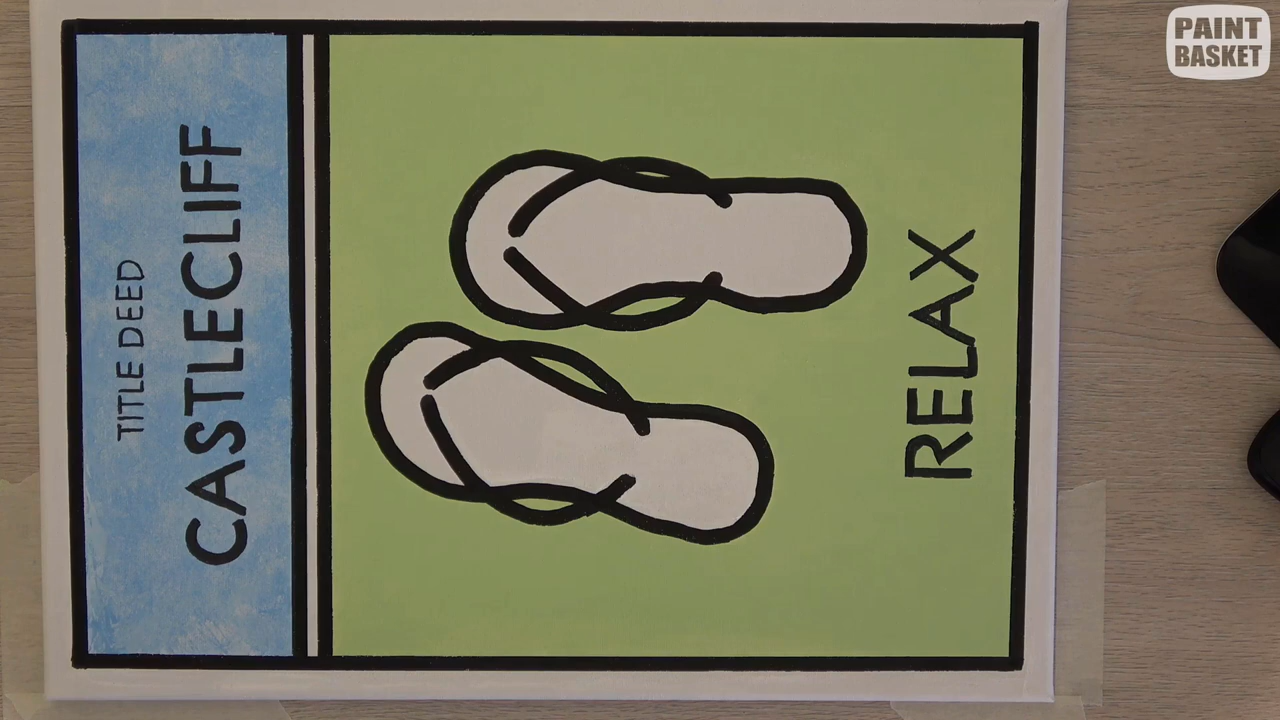 TITLE DEED
CASTLECLIFF
RELAX
PAINT
BASKET